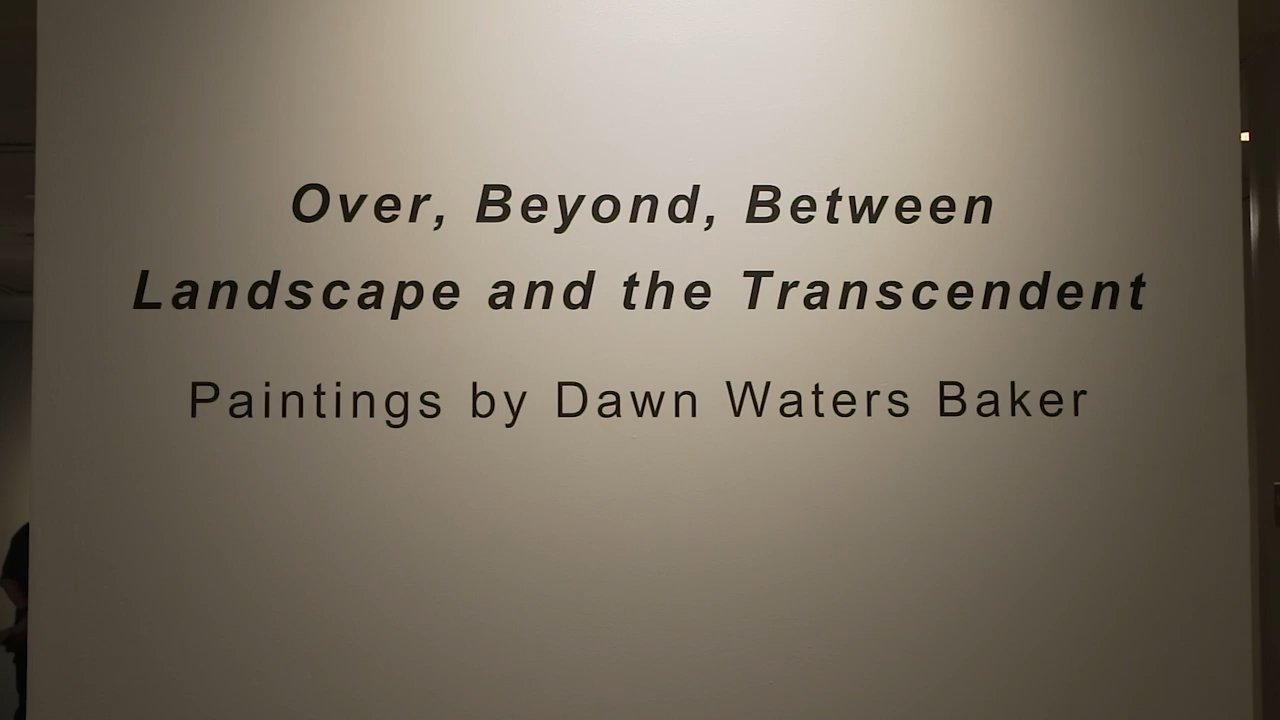 Over, Beyond, Between
Landscape and the Transcendent
Paintings by Dawn Waters Baker